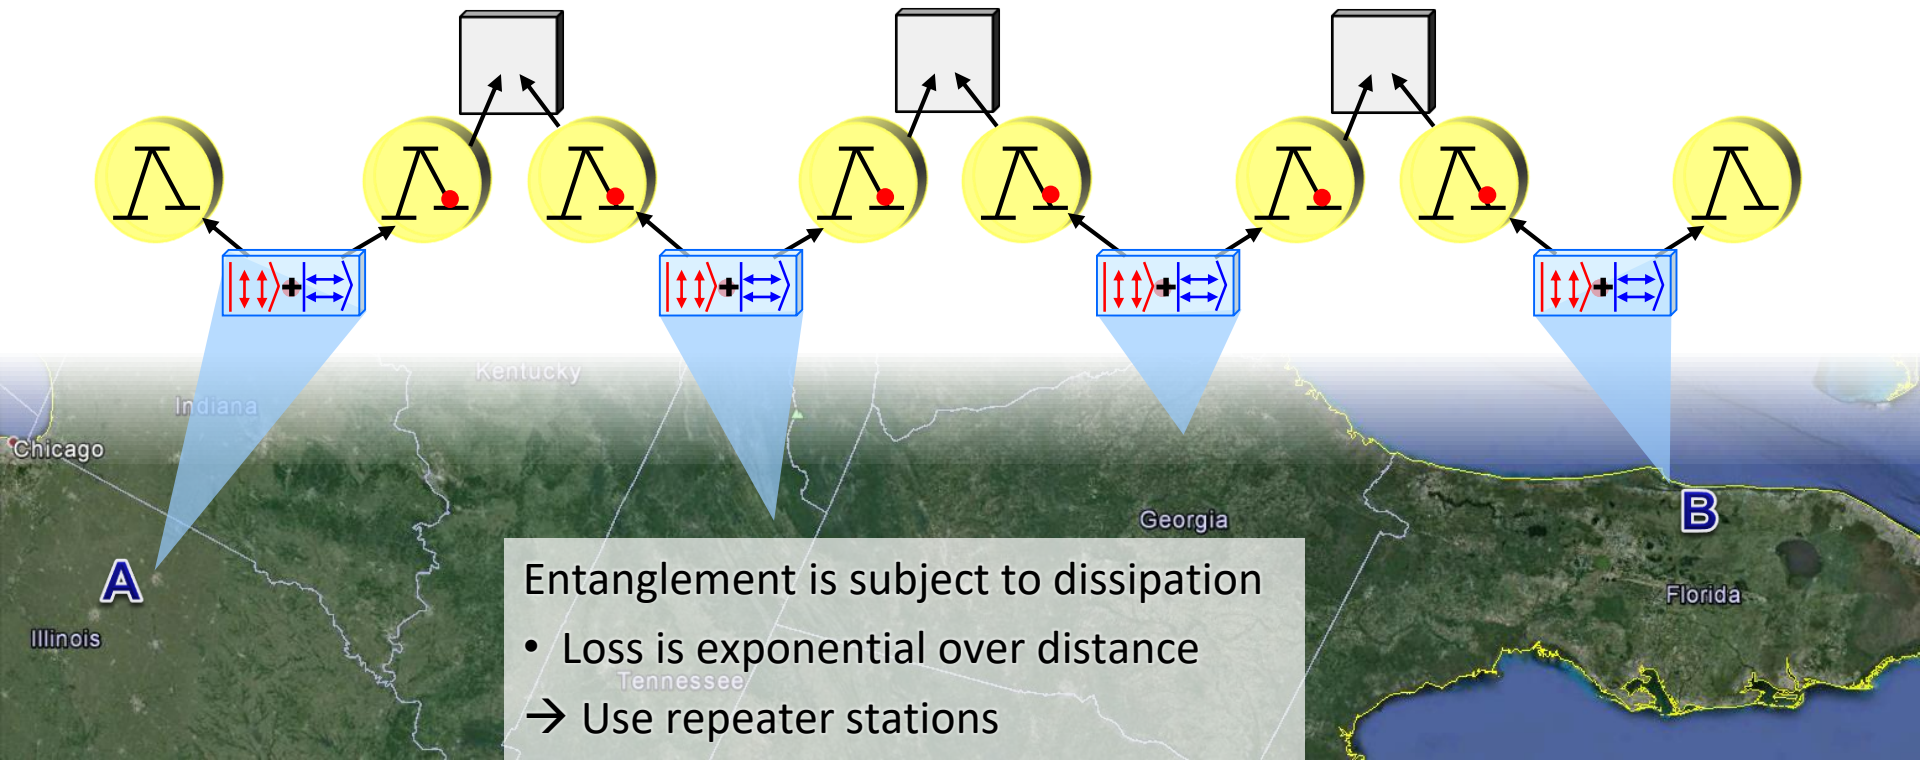 |↕↕⟩+|↔↔⟩
|↕↕⟩+|↔↔⟩
|↕↕⟩+|↔↔⟩
|↕↕⟩+|↔↔⟩
Kentucky
Indiana
Chicago
A
Illinois
Georgia
B
Florida
Entanglement is subject to dissipation
• Loss is exponential over distance
Tennessee
→ Use repeater stations